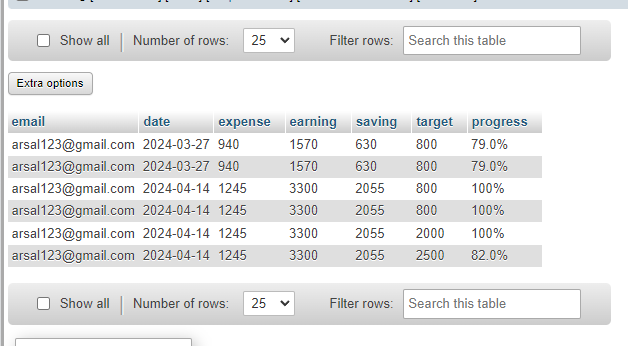 Show all Number of rows: 25 Filter rows: Search this table
Extra options
email date expense earning saving target progress
arsal123@gmail.com 2024-03-27 940 1570 630 800 79.0%
arsal123@gmail.com 2024-03-27 940 1570 630 800 79.0%
arsal123@gmail.com 2024-04-14 1245 3300 2055 800 100%
arsal123@gmail.com 2024-04-14 1245 3300 2055 800 100%
arsal123@gmail.com 2024-04-14 1245 3300 2055 2000 100%
arsal123@gmail.com 2024-04-14 1245 3300 2055 2500 82.0%
Show all Number of rows: 25 Filter rows: Search this table